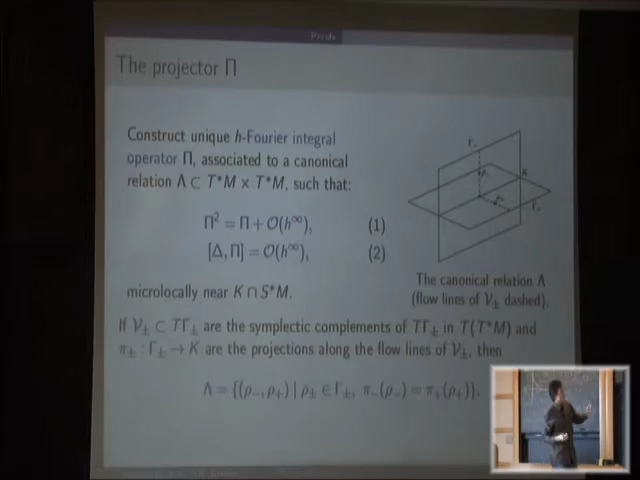 Proofs
The projector Π
Construct unique h-Fourier integral
operator Π, associated to a canonical
relation Λ ⊂ T*M × T*M, such that:
Π² = Π + O(h^∞), (1)
[Δ, Π] = O(h^∞), (2)
microlocally near K ∩ S*M.
K
The canonical relation Λ
(flow lines of V± dashed).
If V± ⊂ TΓ± are the symplectic complements of TΓ± in T(T*M) and
π± : Γ± → K are the projections along the flow lines of V±, then
Λ = {(ρ−, ρ+) | ρ± ∈ Γ±, π−(ρ−) = π+(ρ+)}.